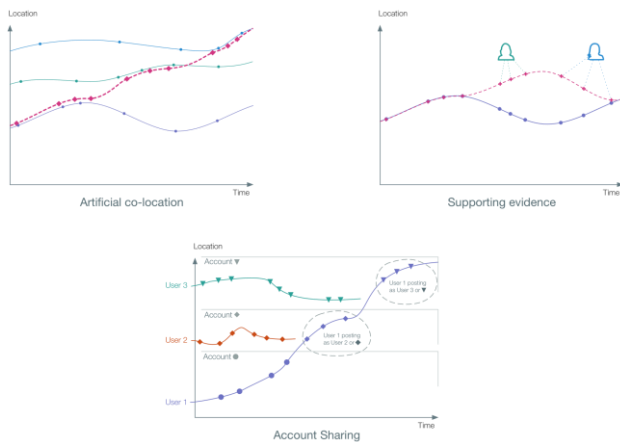 Location
Time
Artificial co-location
Location
Time
Supporting evidence
Location
Account ▼
User 3
User 1 posting
as User 3 or ▼
Account ◆
User 2
User 1 posting
as User 2 or ◆
Account ●
User 1
Time
Account Sharing